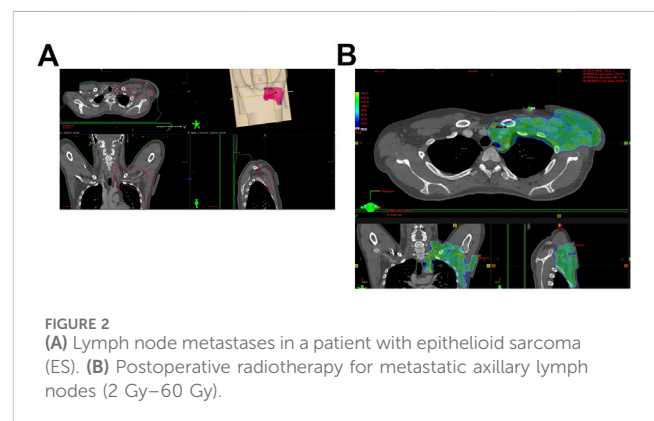 A
B
FIGURE 2
(A) Lymph node metastases in a patient with epithelioid sarcoma
(ES). (B) Postoperative radiotherapy for metastatic axillary lymph
nodes (2 Gy–60 Gy).